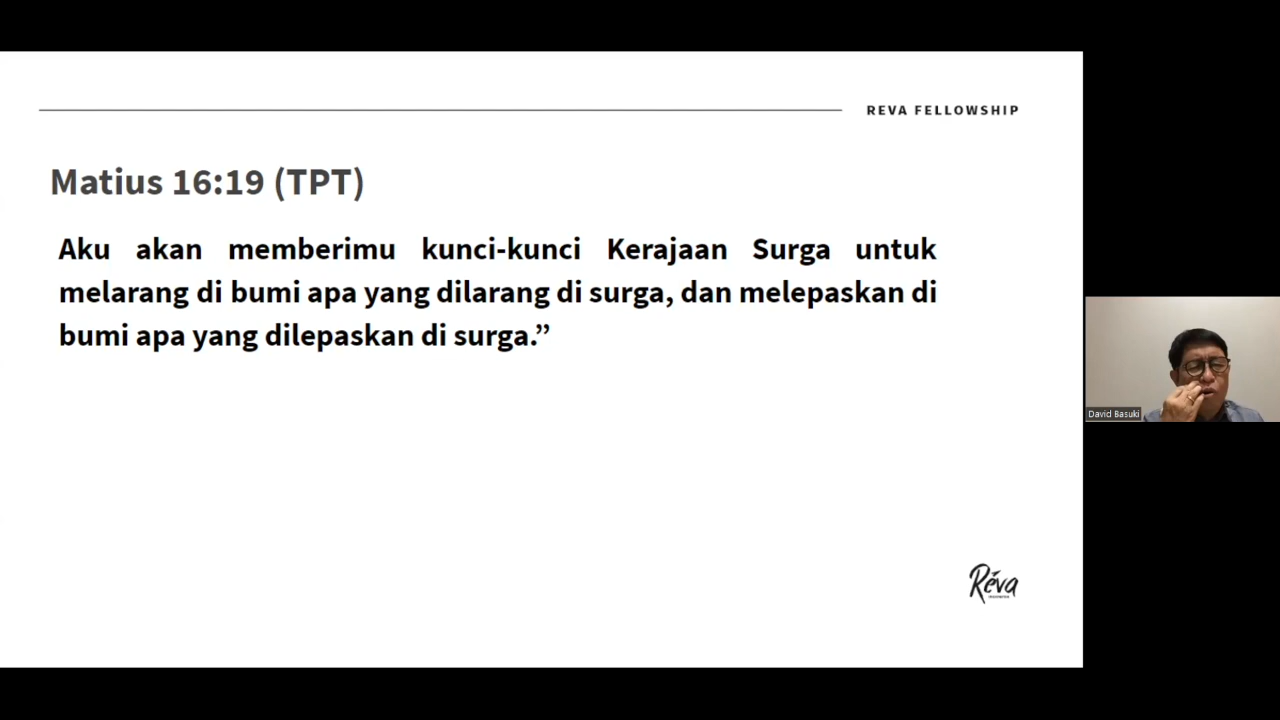 REVA FELLOWSHIP
Matius 16:19 (TPT)
Aku akan memberimu kunci-kunci Kerajaan Surga untuk
melarang di bumi apa yang dilarang di surga, dan melepaskan di
bumi apa yang dilepaskan di surga.”
David Basuki
Réva